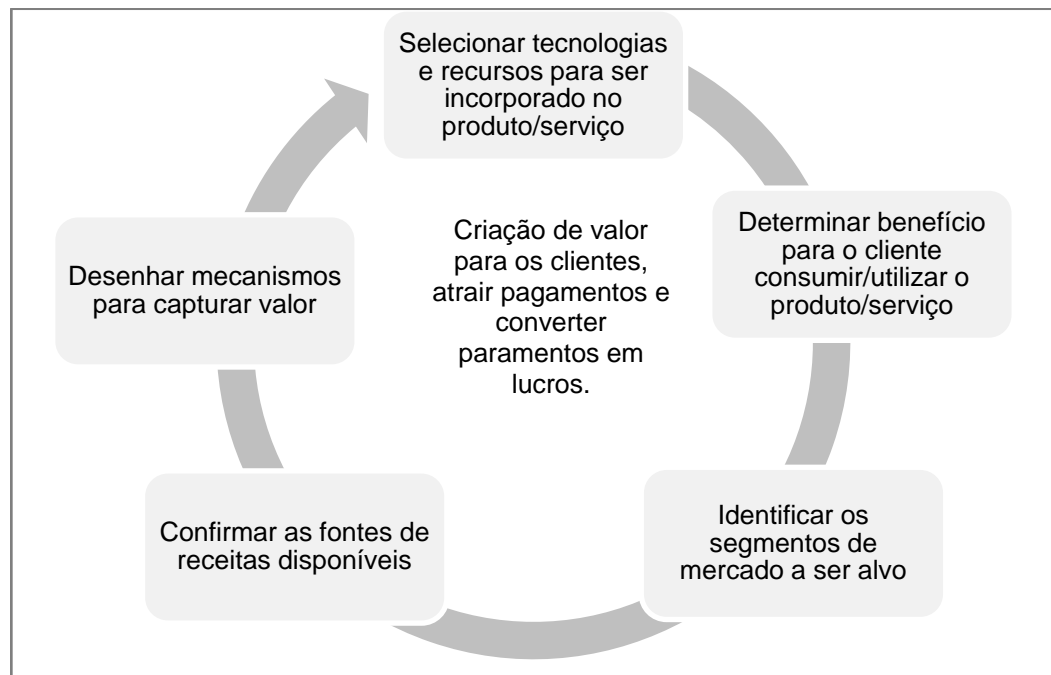 Selecionar tecnologias
e recursos para ser
incorporado no
produto/serviço
Determinar benefício
para o cliente
consumir/utilizar o
produto/serviço
Identificar os
segmentos de
mercado a ser alvo
Confirmar as fontes de
receitas disponíveis
Desenhar mecanismos
para capturar valor
Criação de valor
para os clientes,
atrair pagamentos e
converter
paramentos em
lucros.